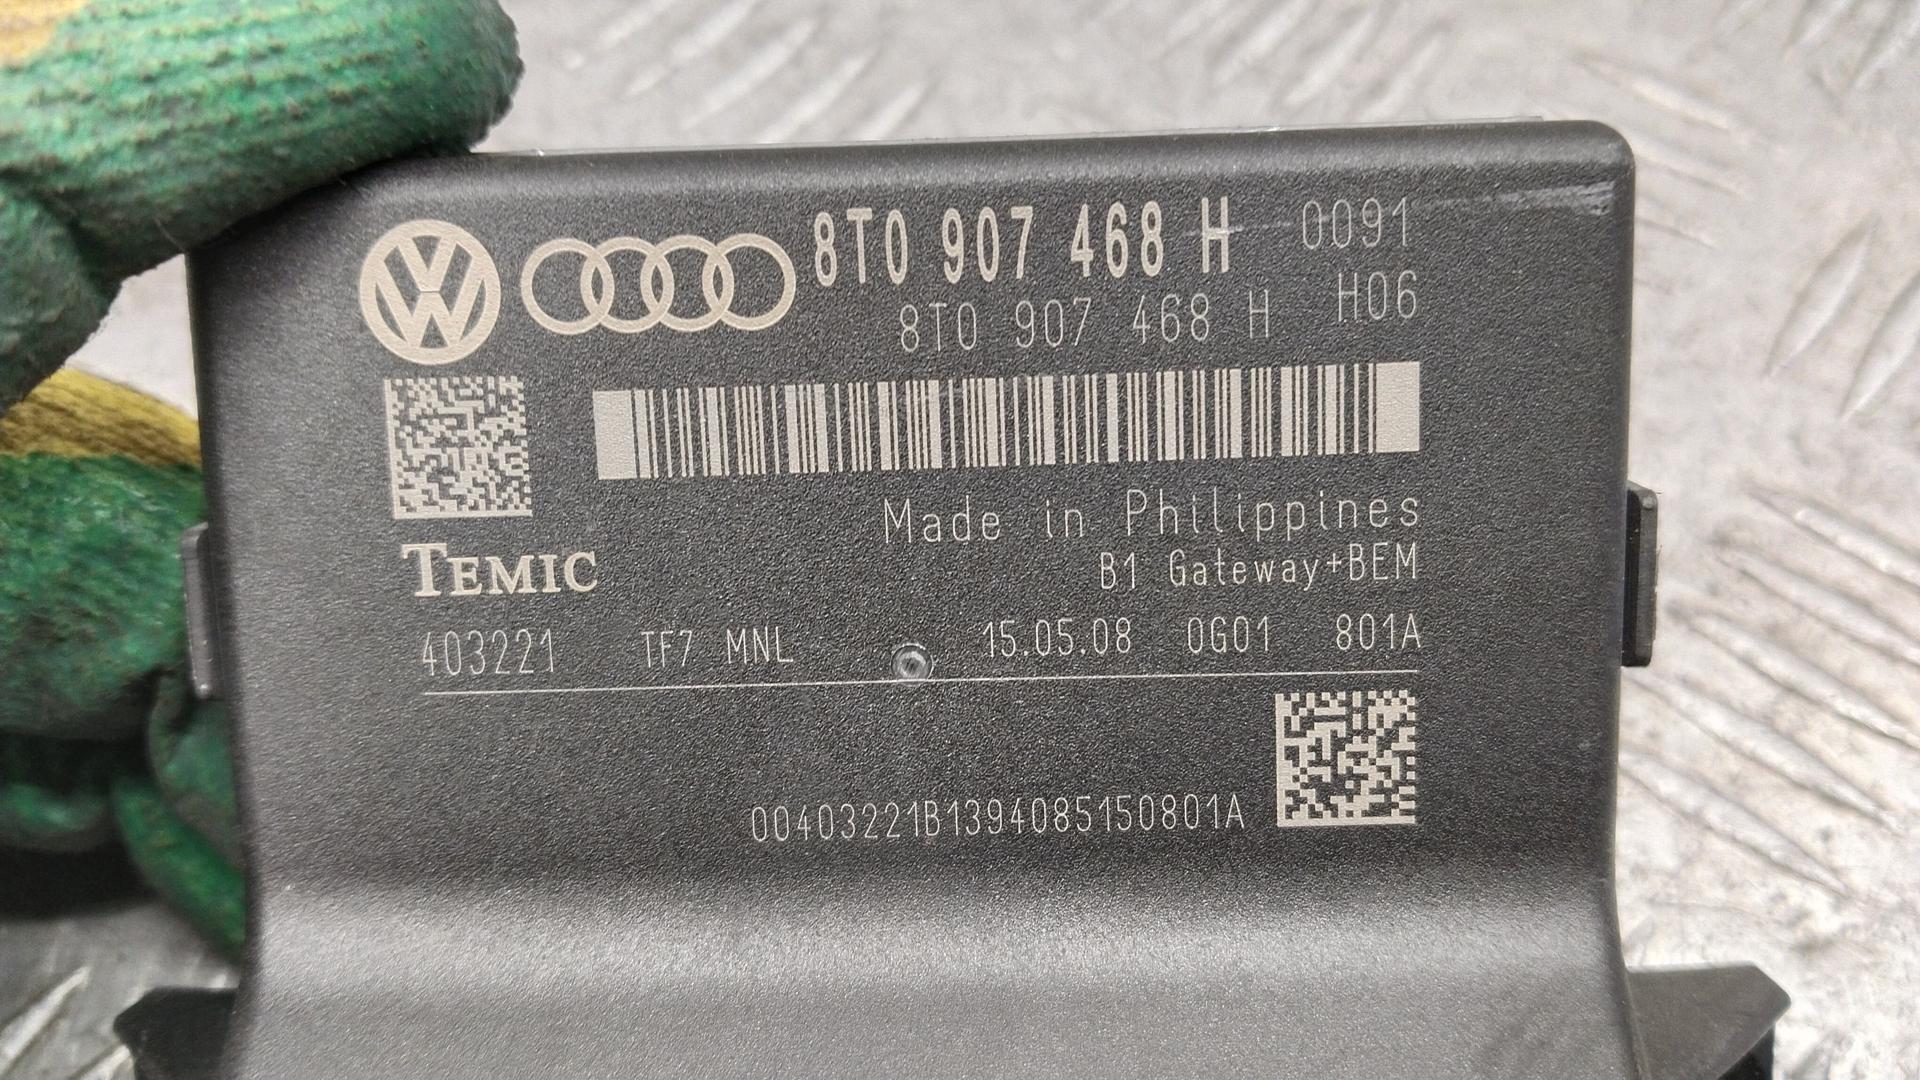 8T0 907 468 H 0091
8T0 907 468 H H06
Made in Philippines
B1 Gateway+BEM
TEMIC
403221 TF7 MNL 15.05.08 0G01 801A
00403221B1394085150801A